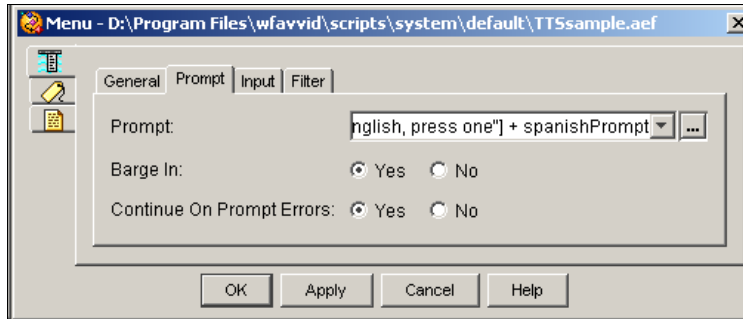 Menu - D:\Program Files\wfavvid\scripts\system\default\TTSsample.aef
General Prompt Input Filter
Prompt: nglish, press one"] + spanishPrompt ...
Barge In: Yes No
Continue On Prompt Errors: Yes No
OK Apply Cancel Help